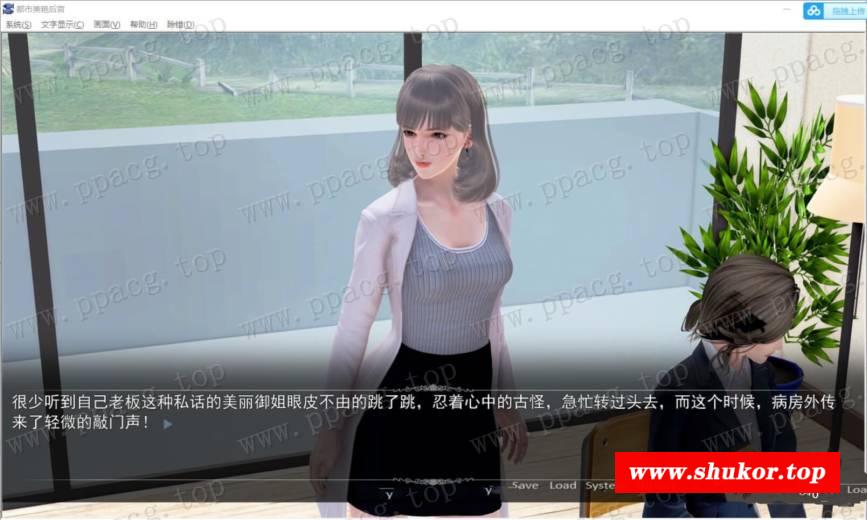 都市美艳后宫
系统(S) 文字显示(C) 画面(V) 帮助(H) 除错(D)
拖拽上传
www.ppacg.top
很少听到自己老板这种私话的美丽御姐眼皮不由的跳了跳，忍着心中的古怪，急忙转过头去，而这个时候，病房外传
来了轻微的敲门声！
Save Load Syste
www.shukor.top